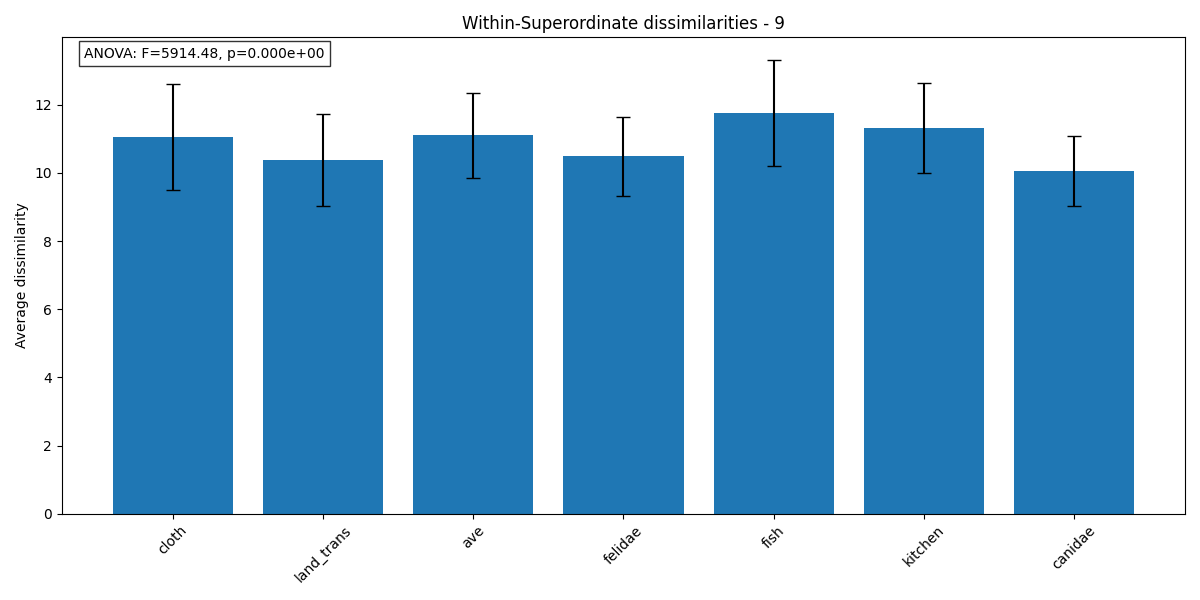 Within-Superordinate dissimilarities - 9
ANOVA: F=5914.48, p=0.000e+00
Average dissimilarity
12
10
8
6
4
2
0
cloth
land_trans
ave
felidae
fish
kitchen
canidae